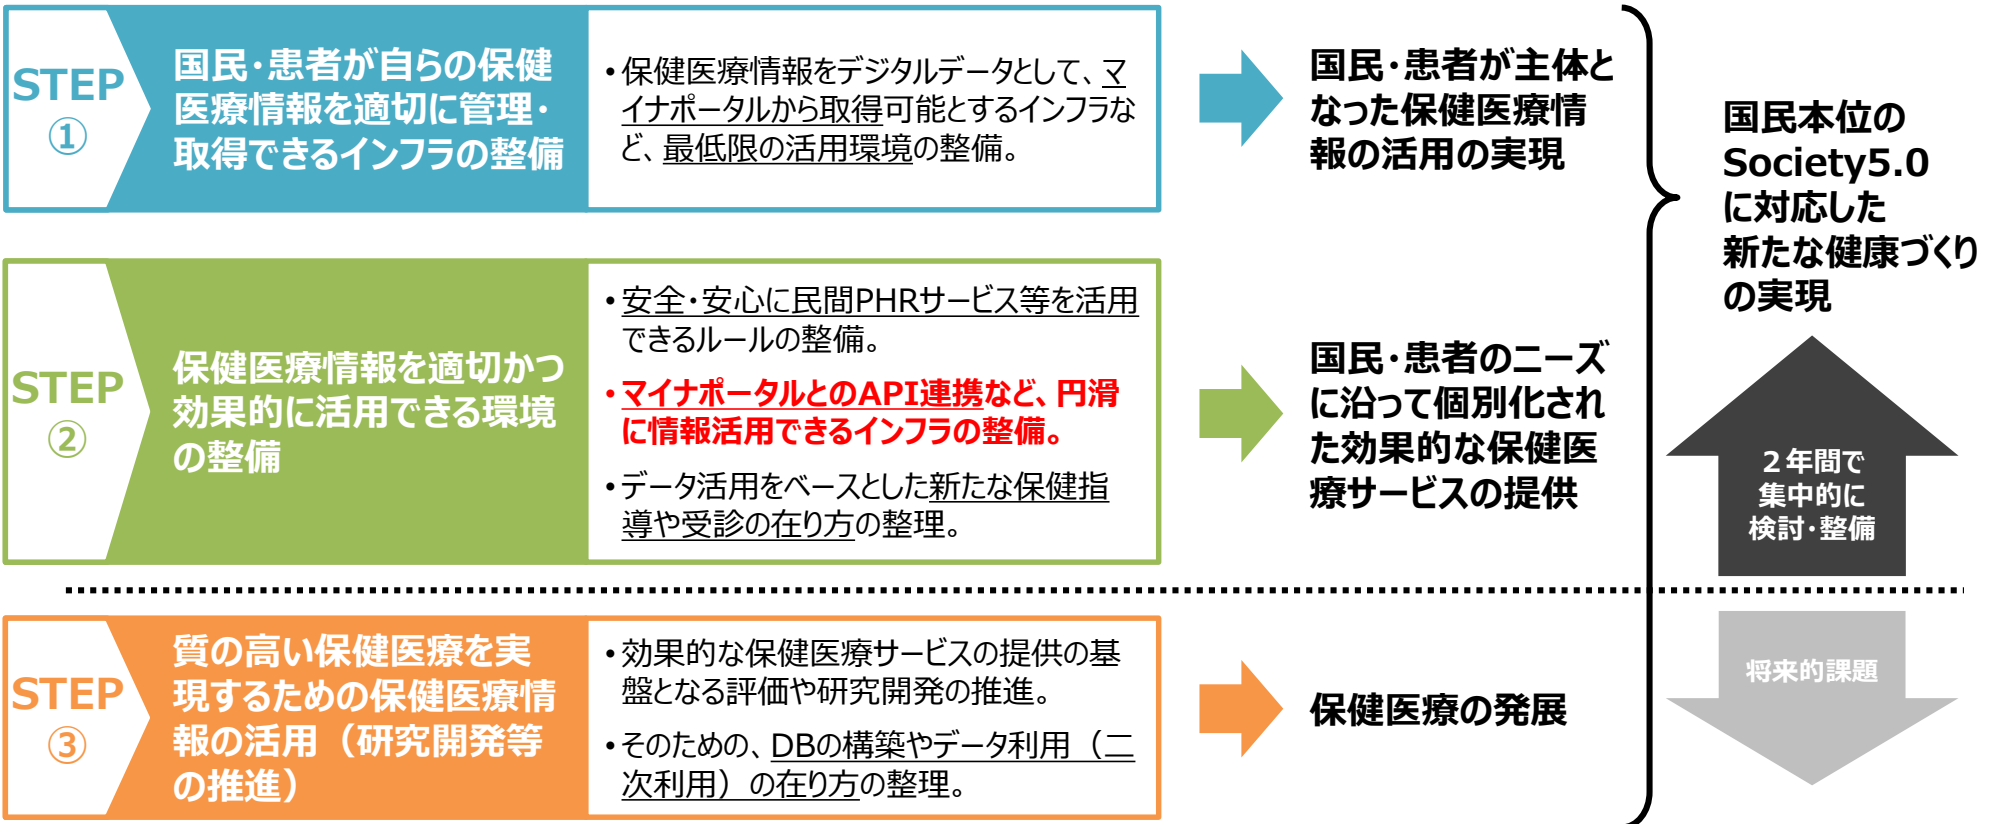 STEP
①
国民・患者が自らの保健
医療情報を適切に管理・
取得できるインフラの整備
・保健医療情報をデジタルデータとして、マ
イナポータルから取得可能とするインフラな
ど、最低限の活用環境の整備。
国民・患者が主体と
なった保健医療情
報の活用の実現
STEP
②
保健医療情報を適切かつ
効果的に活用できる環境
の整備
・安全・安心に民間PHRサービス等を活用
できるルールの整備。
・マイナポータルとのAPI連携など、円滑
に情報活用できるインフラの整備。
・データ活用をベースとした新たな保健指
導や受診の在り方の整理。
国民・患者のニーズ
に沿って個別化され
た効果的な保健医
療サービスの提供
STEP
③
質の高い保健医療を実
現するための保健医療情
報の活用（研究開発等
の推進）
・効果的な保健医療サービスの提供の基
盤となる評価や研究開発の推進。
・そのための、DBの構築やデータ利用（二
次利用）の在り方の整理。
保健医療の発展
国民本位の
Society5.0
に対応した
新たな健康づくり
の実現
２年間で
集中的に
検討・整備
将来的課題